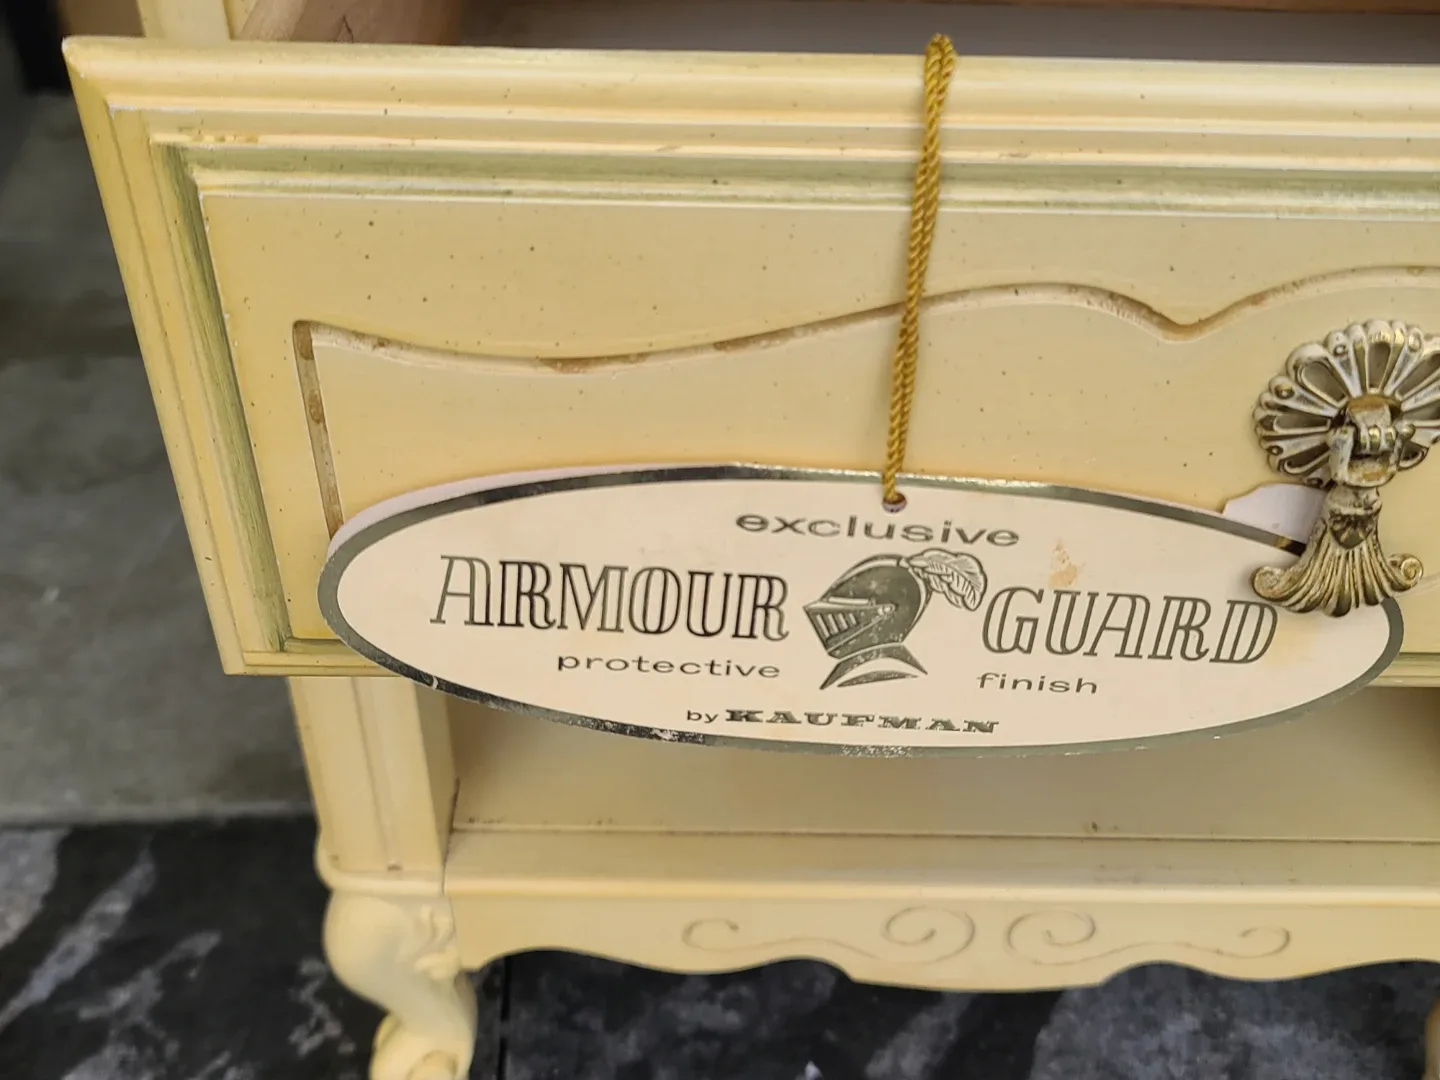 exclusive
ARMOUR GUARD
protective finish
by KAUFMAN